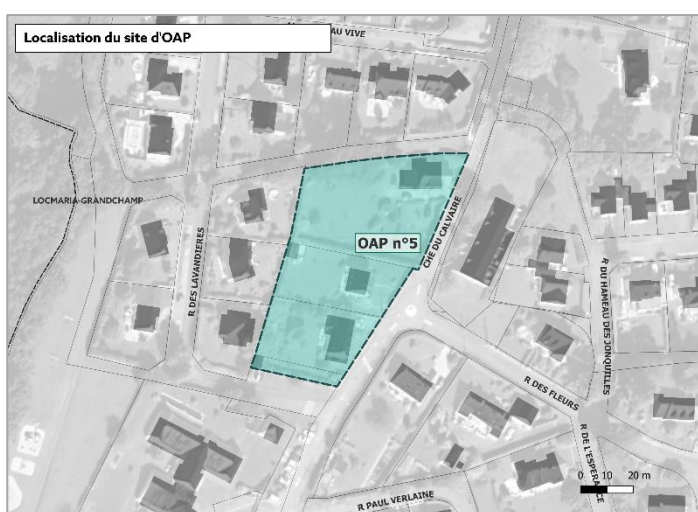 Localisation du site d'OAP
AU VIVE
LOCMARIA-GRANDCHAMP
R DES LAVANDIERES
OAP n°5
CHE DU CALVAIRE
R DU HAMEAU DES JONQUILLES
R DES FLEURS
R DE L'ESPERANCE
0 10 20 m
R PAUL VERLAINE